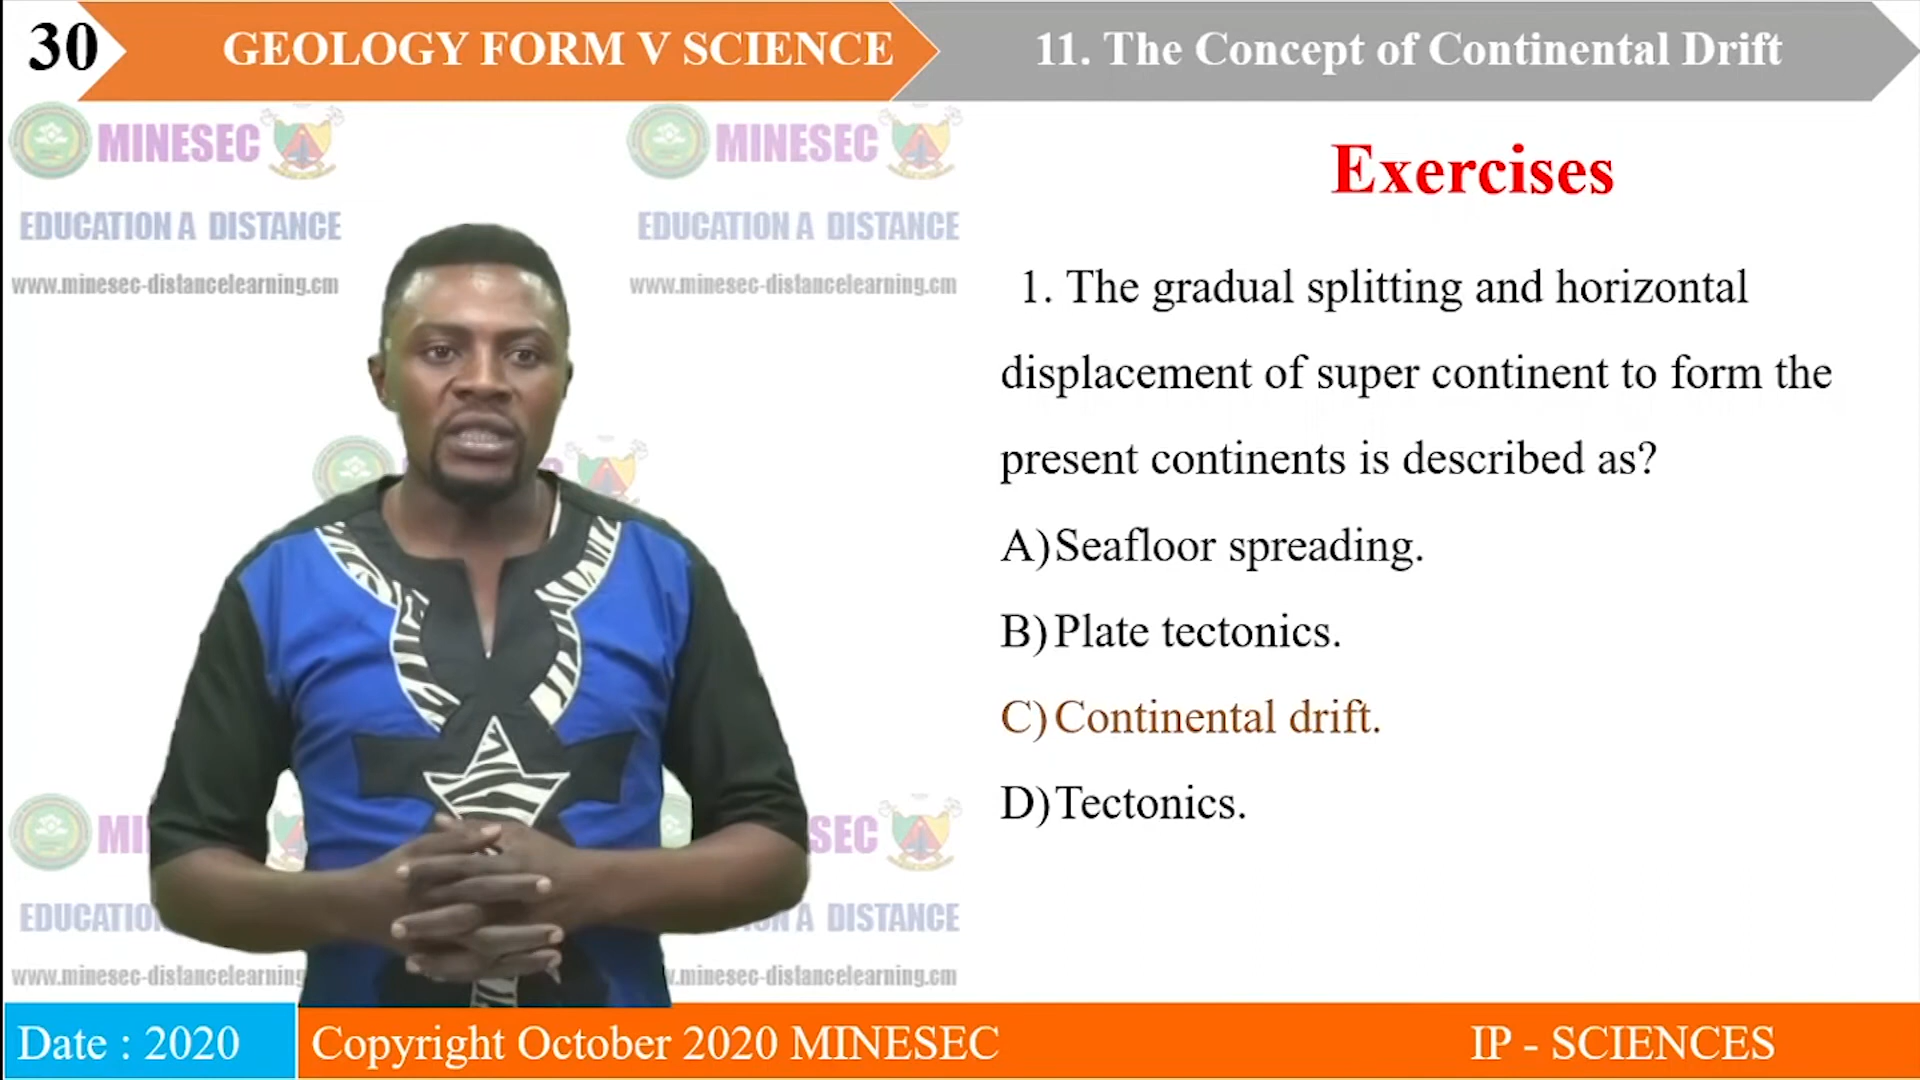 30
GEOLOGY FORM V SCIENCE
11. The Concept of Continental Drift
MINESEC
MINESEC
EDUCATION A DISTANCE
EDUCATION A DISTANCE
www.minesec-distancelearning.cm
www.minesec-distancelearning.cm
Exercises
1. The gradual splitting and horizontal
displacement of super continent to form the
present continents is described as?
A) Seafloor spreading.
B) Plate tectonics.
C) Continental drift.
D) Tectonics.
MI
SEC
EDUCATIO
N A DISTANCE
www.minesec-distancelearning
.minesec-distancelearning.cm
Date : 2020
Copyright October 2020 MINESEC
IP - SCIENCES